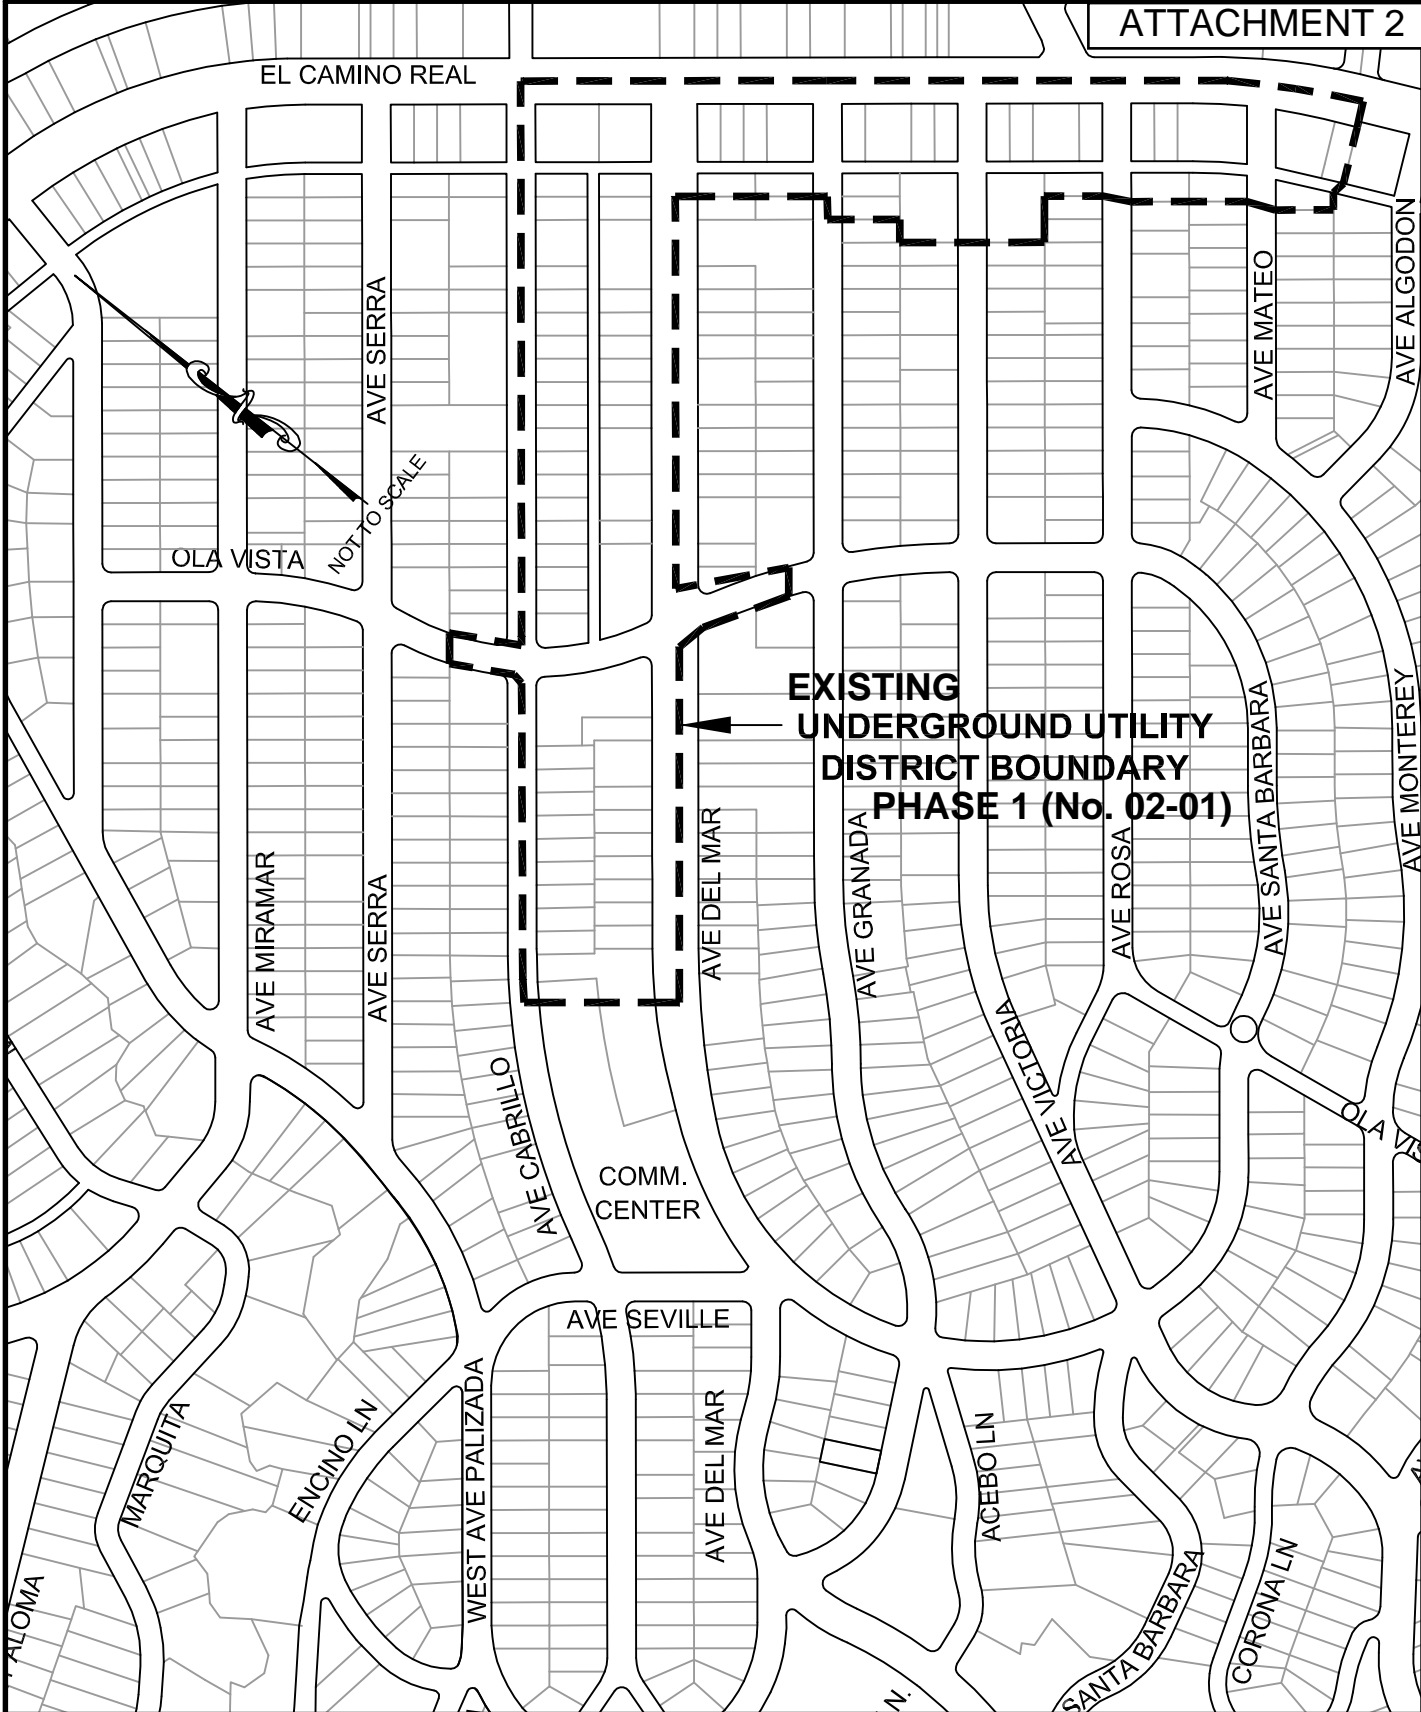 ATTACHMENT 2
EL CAMINO REAL
AVE SERRA
AVE MATEO
AVE ALGODON
NOT TO SCALE
OLA VISTA
EXISTING
UNDERGROUND UTILITY
DISTRICT BOUNDARY
PHASE 1 (No. 02-01)
AVE MIRAMAR
AVE SERRA
AVE DEL MAR
AVE GRANADA
AVE ROSA
AVE SANTA BARBARA
AVE MONTEREY
AVE CABRILLO
AVE VICTORIA
OLA VIS
COMM.
CENTER
AVE SEVILLE
MARQUITA
ENCINO LN
WEST AVE PALIZADA
AVE DEL MAR
ACEBO LN
SANTA BARBARA
CORONA LN
ALOMA
N.